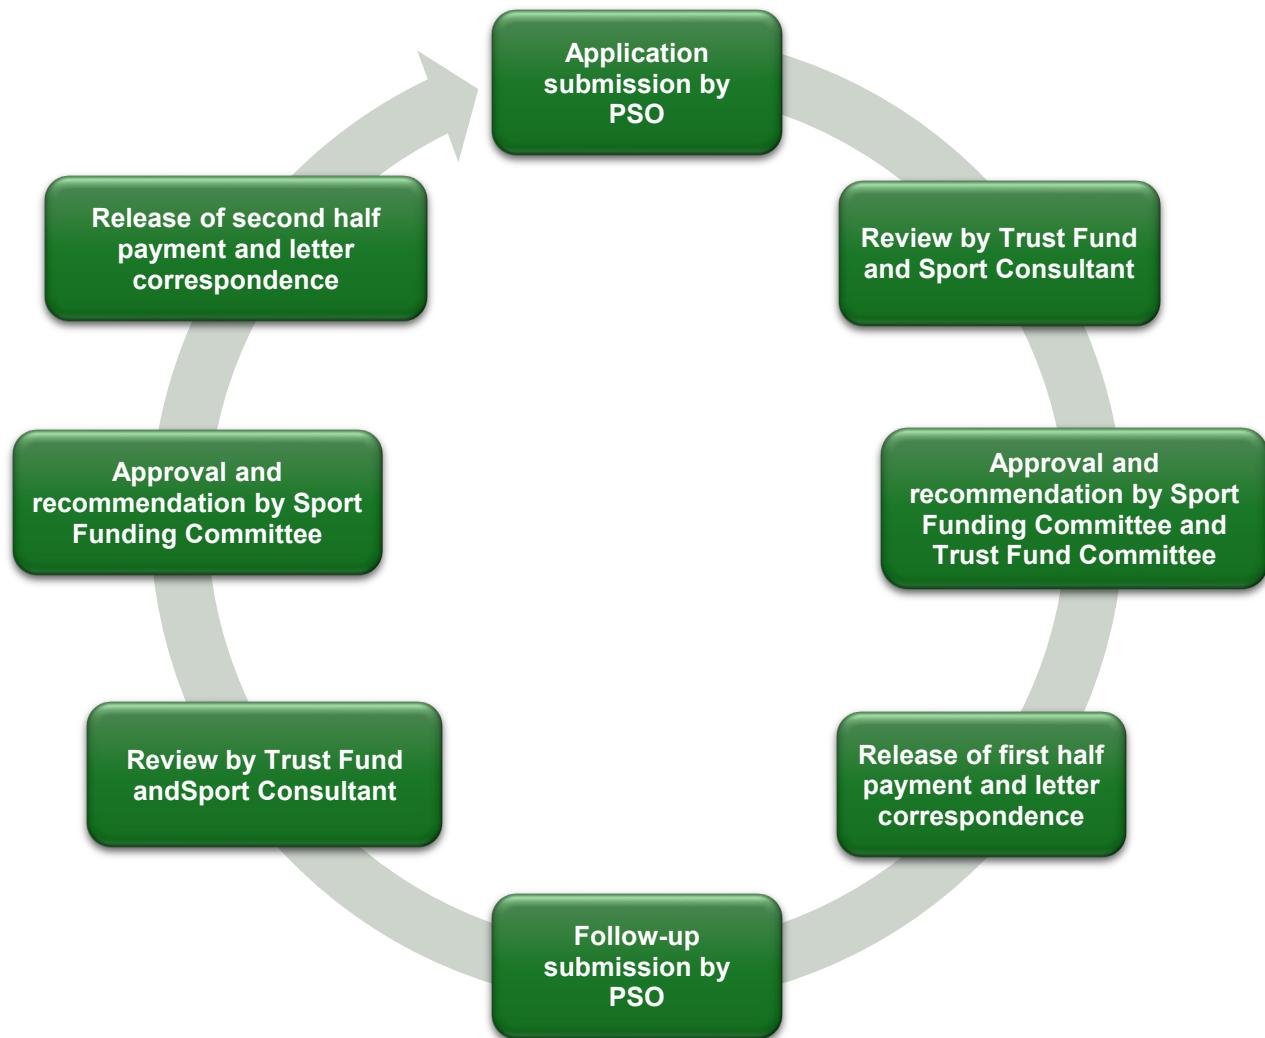 Application
submission by
PSO
Review by Trust Fund
and Sport Consultant
Approval and
recommendation by Sport
Funding Committee and
Trust Fund Committee
Release of first half
payment and letter
correspondence
Follow-up
submission by
PSO
Review by Trust Fund
andSport Consultant
Approval and
recommendation by Sport
Funding Committee
Release of second half
payment and letter
correspondence